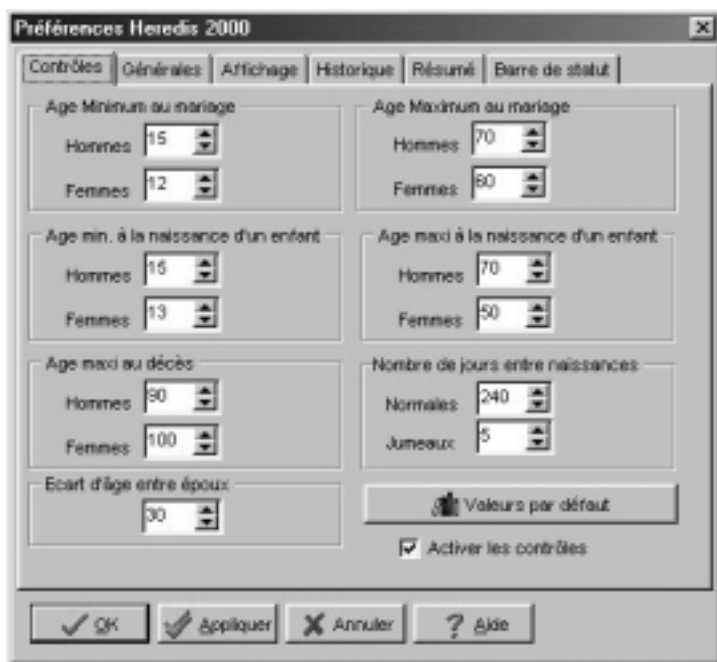 Préférences Heredis 2000
Contrôles Générales Affichage Historique Résumé Barre de statut
Age Minimum au mariage
Hommes 15
Femmes 12
Age Maximum au mariage
Hommes 70
Femmes 60
Age min. à la naissance d'un enfant
Hommes 15
Femmes 13
Age maxi à la naissance d'un enfant
Hommes 70
Femmes 50
Age maxi au décès
Hommes 90
Femmes 100
Nombre de jours entre naissances
Normales 240
Jumeaux 5
Ecart d'âge entre époux
30
Valeurs par défaut
Activer les contrôles
OK Appliquer Annuler Aide